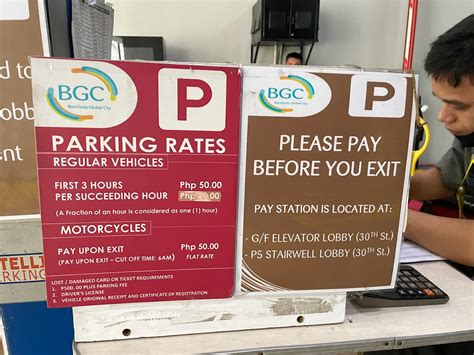 BGC
Bonifacio Global City
P
PARKING RATES
REGULAR VEHICLES
FIRST 3 HOURS Php 50.00
PER SUCCEEDING HOUR Php
(A fraction of an hour is considered as one (1) hour)
MOTORCYCLES
PAY UPON EXIT Php 50.00
(PAY UPON EXIT – CUT OFF TIME: 6AM) FLAT RATE
LOST / DAMAGED CARD OR TICKET REQUIREMENTS
1. P500. 00 PLUS PARKING FEE
2. DRIVER'S LICENSE
3. VEHICLE ORIGINAL RECEIPT AND CERTIFICATE OF REGISTRATION
BGC
Bonifacio Global City
P
PLEASE PAY
BEFORE YOU EXIT
PAY STATION IS LOCATED AT:
- G/F ELEVATOR LOBBY (30TH St.)
- P5 STAIRWELL LOBBY (30TH St.)
d to
obb
ent
TELLI
PARKING